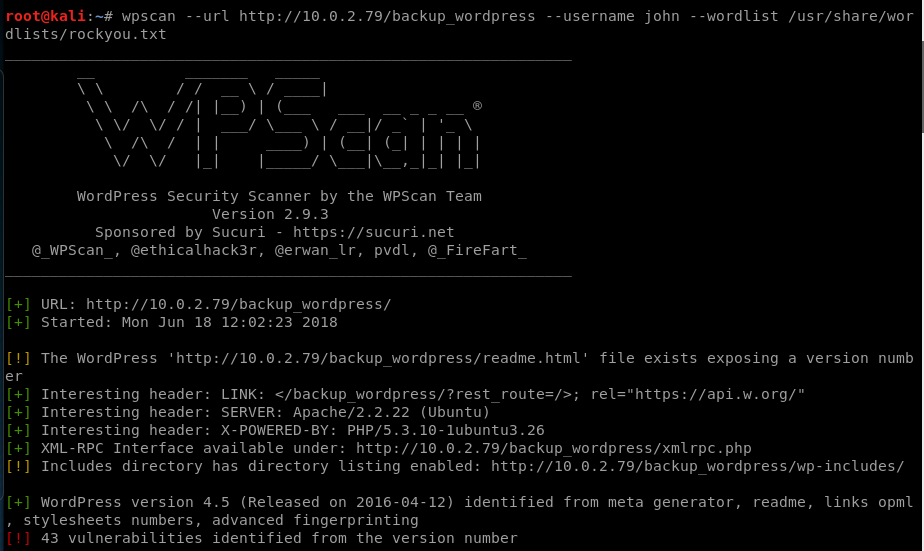 root@kali:~# wpscan --url http://10.0.2.79/backup_wordpress --username john --wordlist /usr/share/wor
dlists/rockyou.txt
WPScan ®
WordPress Security Scanner by the WPScan Team
Version 2.9.3
Sponsored by Sucuri - https://sucuri.net
@_WPScan_, @ethicalhack3r, @erwan_lr, pvdl, @_FireFart_
[+] URL: http://10.0.2.79/backup_wordpress/
[+] Started: Mon Jun 18 12:02:23 2018
[!] The WordPress 'http://10.0.2.79/backup_wordpress/readme.html' file exists exposing a version numb
er
[+] Interesting header: LINK: </backup_wordpress/?rest_route=/>; rel="https://api.w.org/"
[+] Interesting header: SERVER: Apache/2.2.22 (Ubuntu)
[+] Interesting header: X-POWERED-BY: PHP/5.3.10-1ubuntu3.26
[+] XML-RPC Interface available under: http://10.0.2.79/backup_wordpress/xmlrpc.php
[!] Includes directory has directory listing enabled: http://10.0.2.79/backup_wordpress/wp-includes/
[+] WordPress version 4.5 (Released on 2016-04-12) identified from meta generator, readme, links opml
, stylesheets numbers, advanced fingerprinting
[!] 43 vulnerabilities identified from the version number